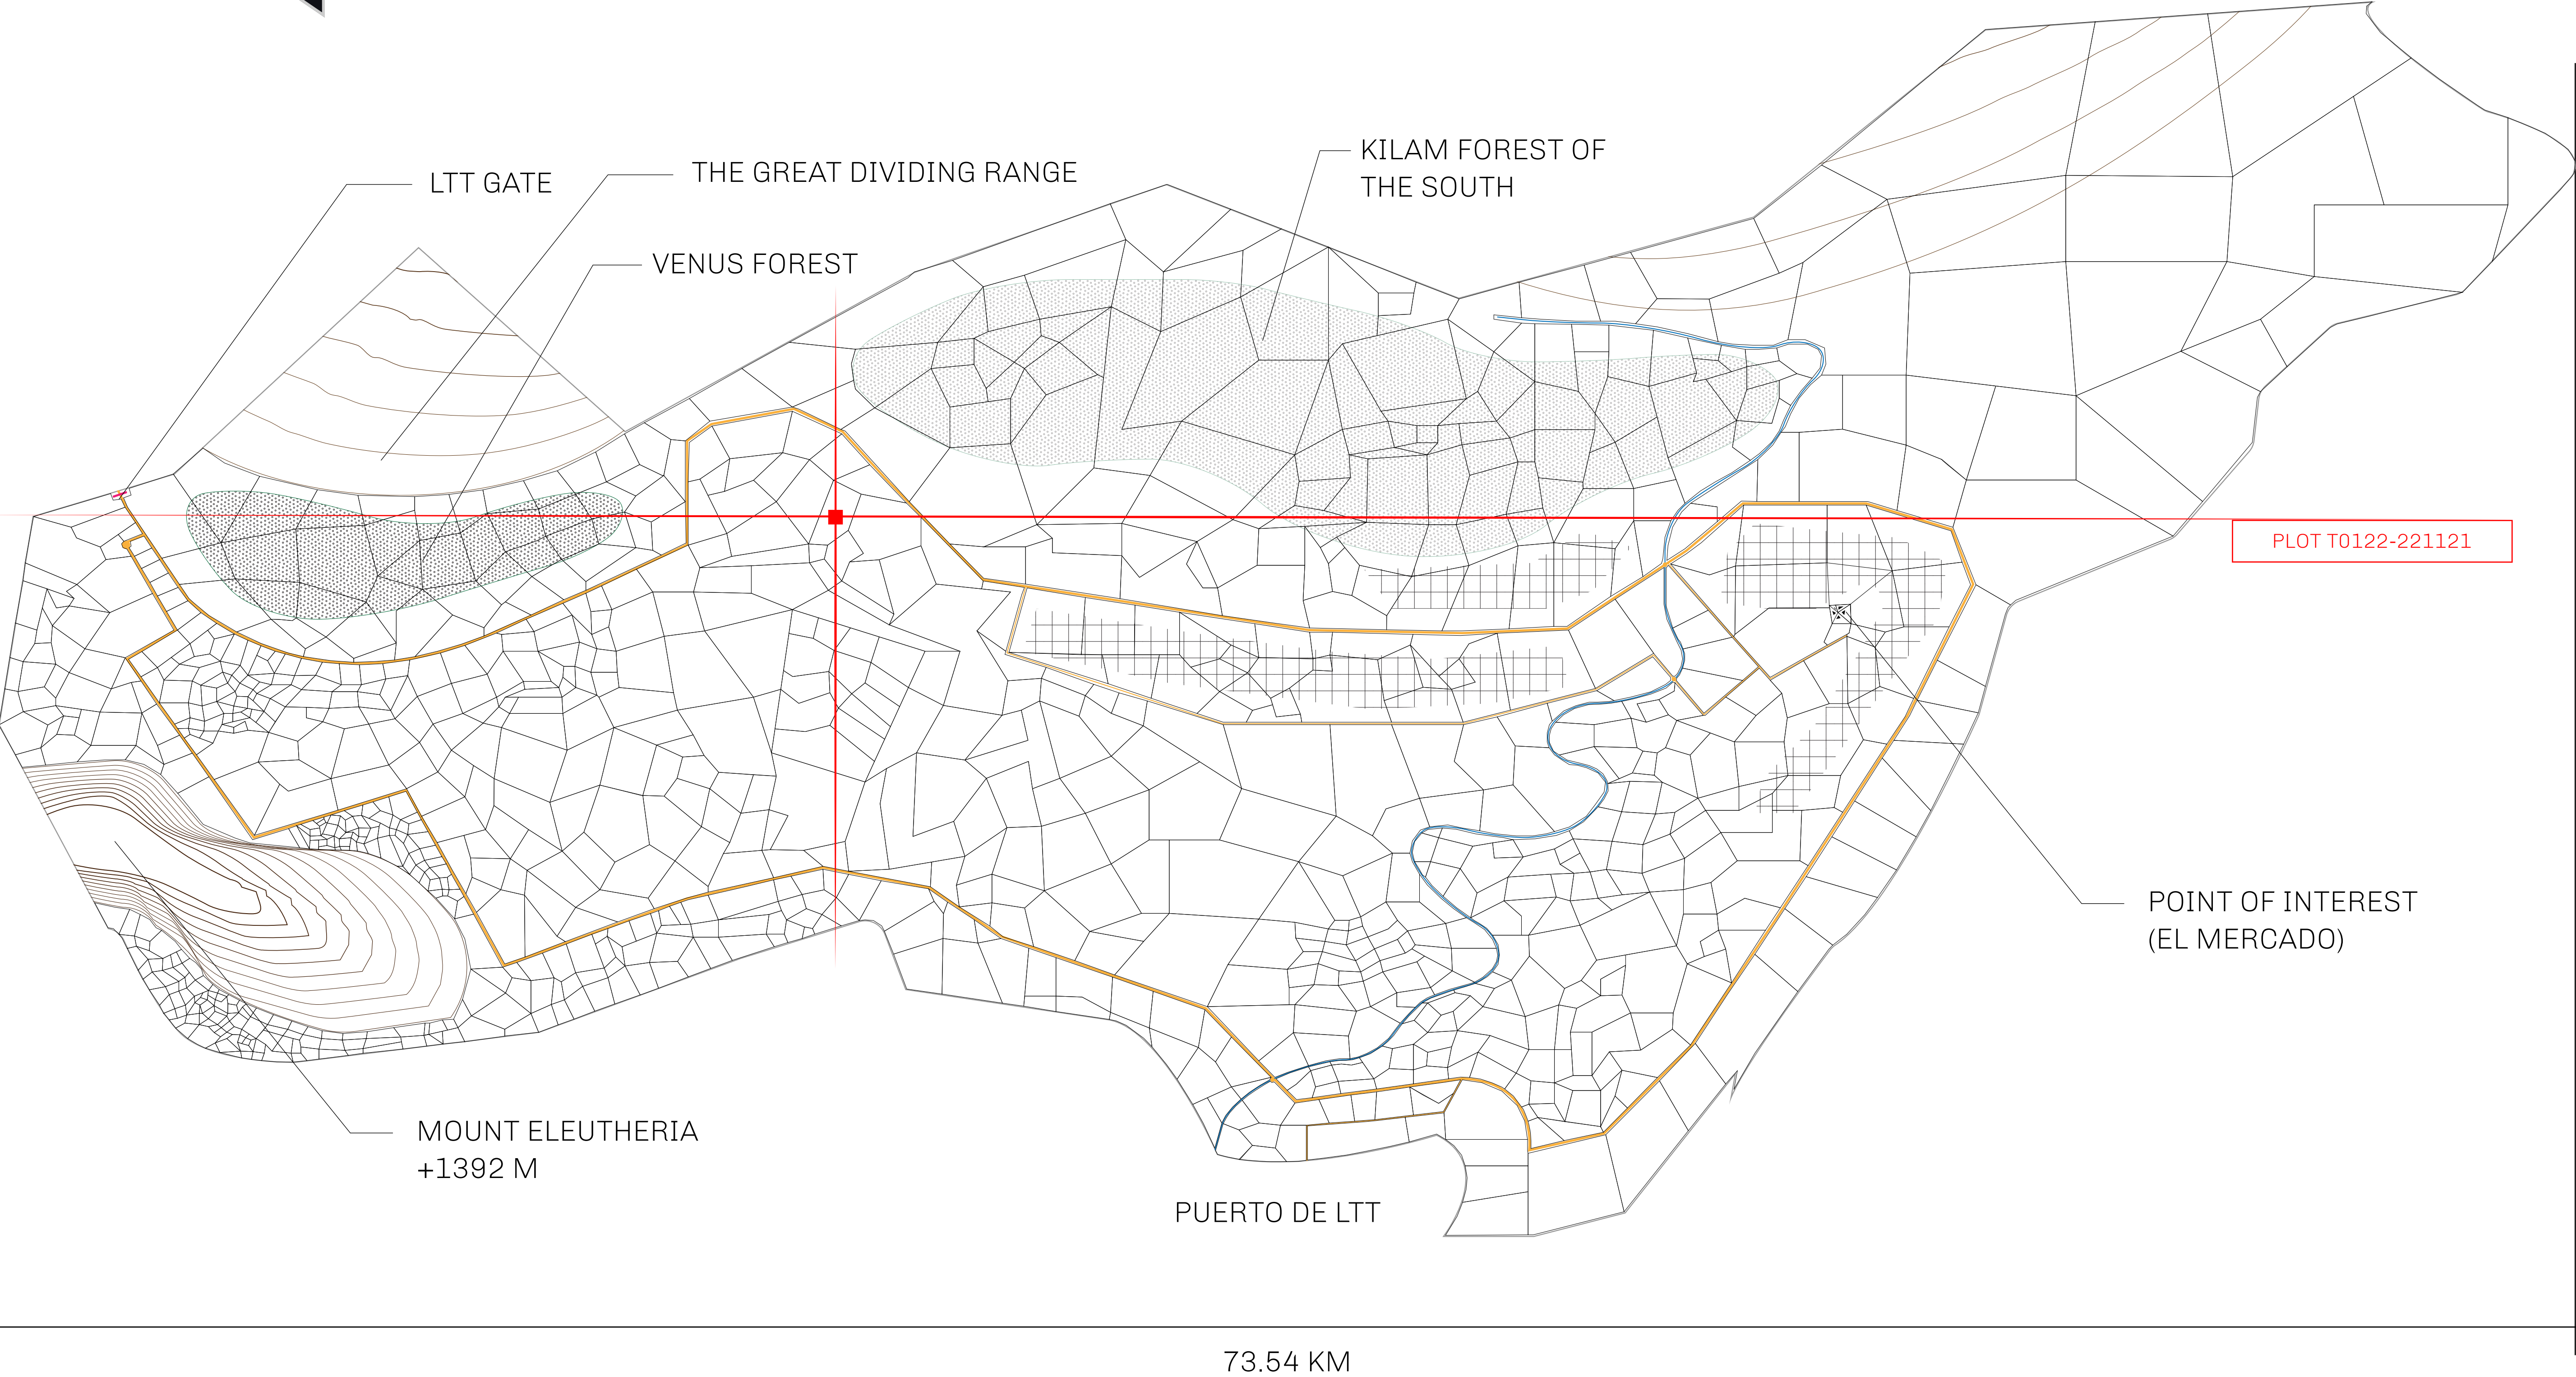 KILAM FOREST OF
THE SOUTH
THE GREAT DIVIDING RANGE
LTT GATE
VENUS FOREST
PLOT T0122-221121
POINT OF INTEREST
(EL MERCADO)
MOUNT ELEUTHERIA
+1392 M
PUERTO DE LTT
73.54 KM